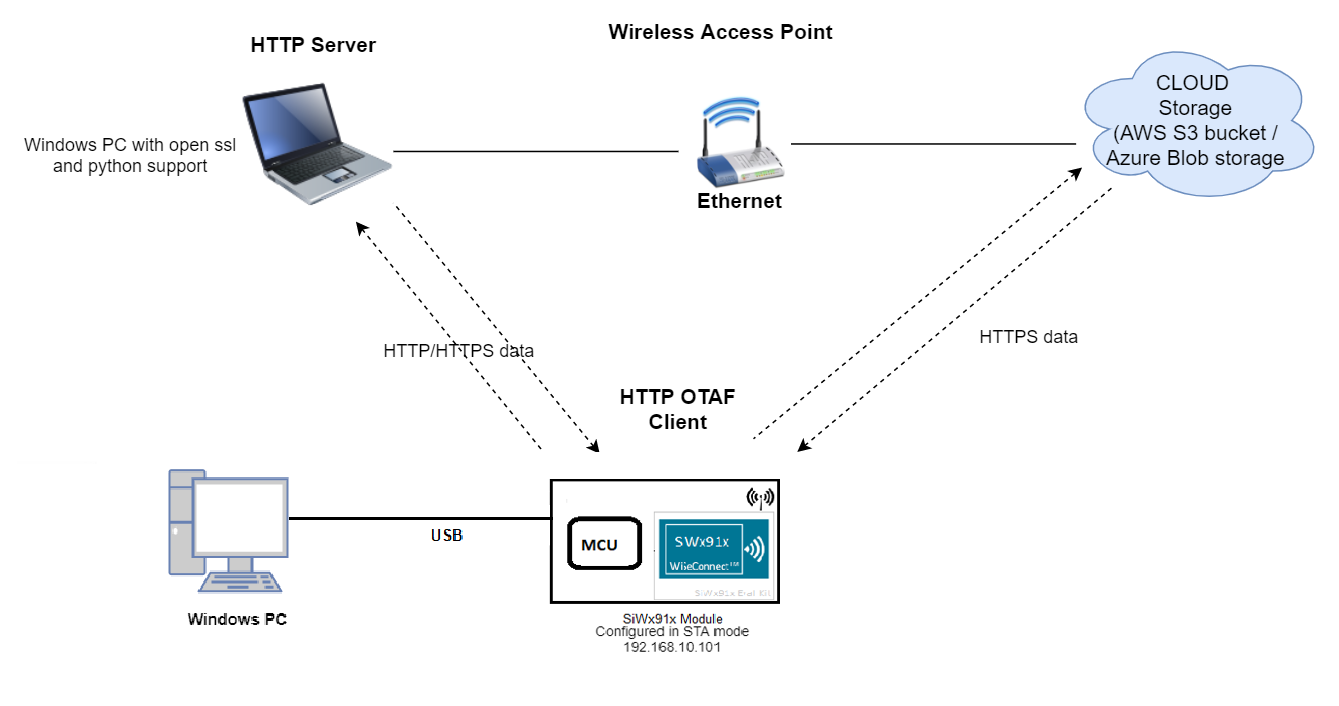 HTTP Server
Wireless Access Point
CLOUD
Storage
(AWS S3 bucket /
Azure Blob storage
Windows PC with open ssl
and python support
Ethernet
HTTP/HTTPS data
HTTPS data
HTTP OTAF
Client
USB
MCU
SWx91x
WiieConnect™
SiWx91x Eval Kit
Windows PC
SiWx91x Module
Configured in STA mode
192.168.10.101